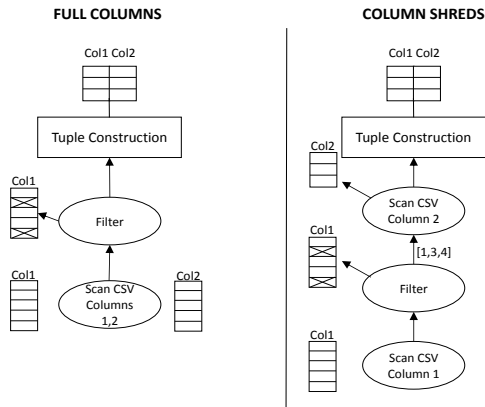 FULL COLUMNS
Col1 Col2
Tuple Construction
Col1
Filter
Col1
Scan CSV
Columns
1,2
Col2
COLUMN SHREDS
Col1 Col2
Tuple Construction
Col2
Scan CSV
Column 2
Col1
[1,3,4]
Filter
Col1
Scan CSV
Column 1